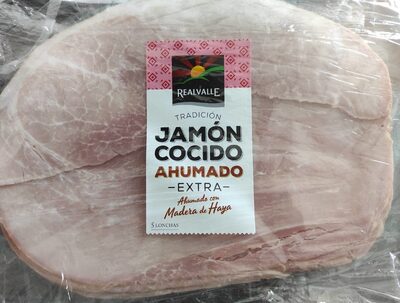 REALVALLE
TRADICIÓN
JAMÓN
COCIDO
AHUMADO
–EXTRA–
Ahumado con
Madera de Haya
5 LONCHAS